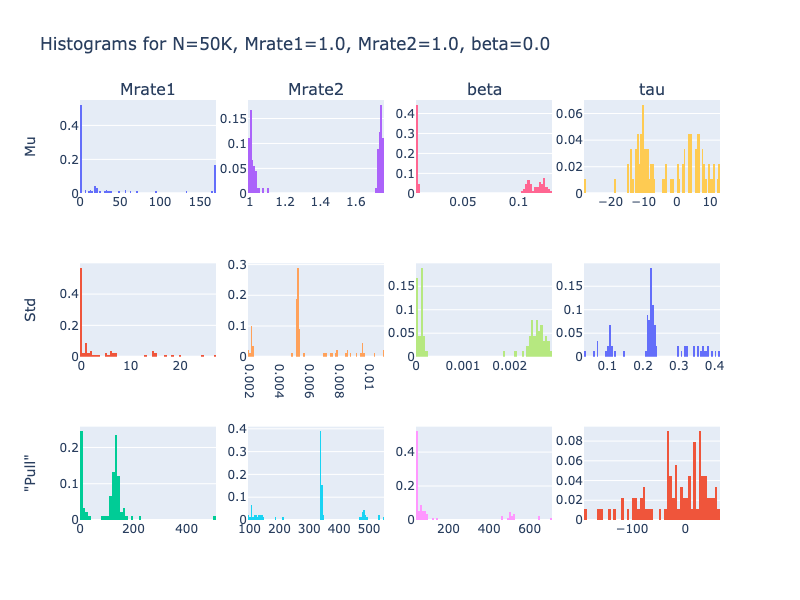 Histograms for N=50K, Mrate1=1.0, Mrate2=1.0, beta=0.0
Mrate1 Mrate2 beta tau
Mu
0 0.2 0.4
0 50 100 150
0 0.05 0.1 0.15
1 1.2 1.4 1.6
0 0.1 0.2 0.3 0.4
0.05 0.1
0 0.02 0.04 0.06
−20 −10 0 10
Std
0 0.2 0.4
0 10 20
0 0.1 0.2 0.3
0.002 0.004 0.006 0.008 0.01
0 0.05 0.1 0.15
0 0.001 0.002
0 0.05 0.1 0.15
0.1 0.2 0.3 0.4
"Pull"
0 0.1 0.2
0 200 400
0 0.1 0.2 0.3 0.4
100 200 300 400 500
0 0.2 0.4
200 400 600
0 0.02 0.04 0.06 0.08
−100 0